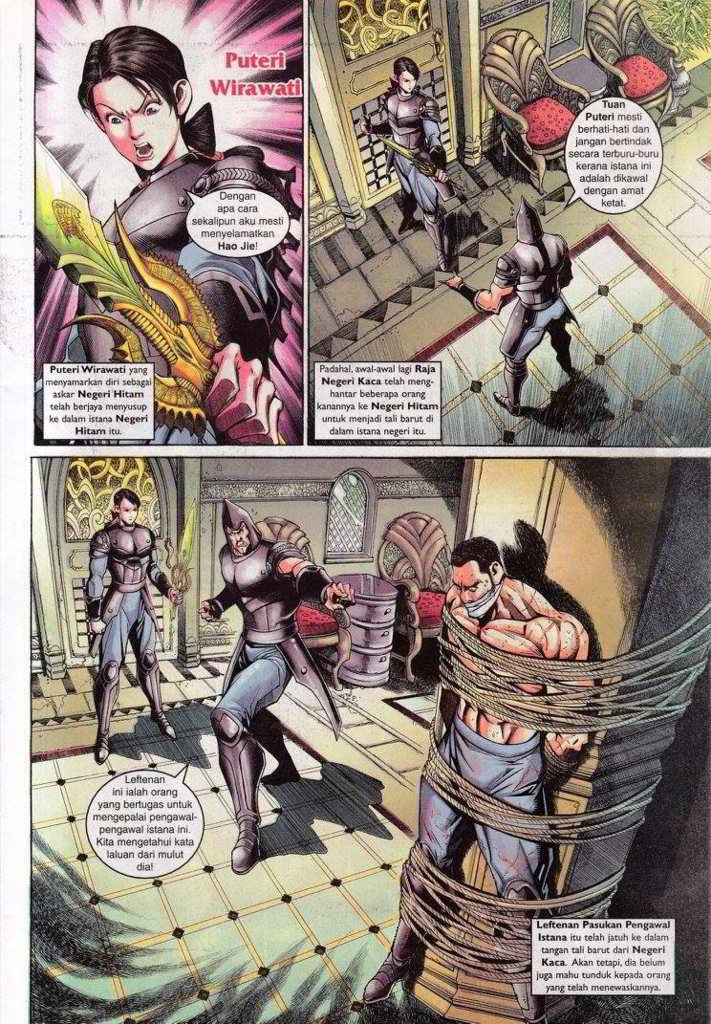 Puteri
Wirawati
Dengan
apa cara
sekalipun aku mesti
menyelamatkan
Hao Jie!
Puteri Wirawati yang
menyamarkan diri sebagai
askar Negeri Hitam
telah berjaya menyusup
ke dalam istana Negeri
Hitam itu.
Tuan
Puteri mesti
berhati-hati dan
jangan bertindak
secara terburu-buru
kerana istana ini
adalah dikawal
dengan amat
ketat.
Padahal, awal-awal lagi Raja
Negeri Kaca telah meng-
hantar beberapa orang
kanannya ke Negeri Hitam
untuk menjadi tali barut di
dalam istana negeri itu.
Leftenan
ini ialah orang
yang bertugas untuk
mengepalai pengawal-
pengawal istana ini.
Kita mengetahui kata
laluan dari mulut
dia!
Leftenan Pasukan Pengawal
Istana itu telah jatuh ke dalam
tangan tali barut dari Negeri
Kaca. Akan tetapi, dia belum
juga mahu tunduk kepada orang
yang telah menewaskannya.